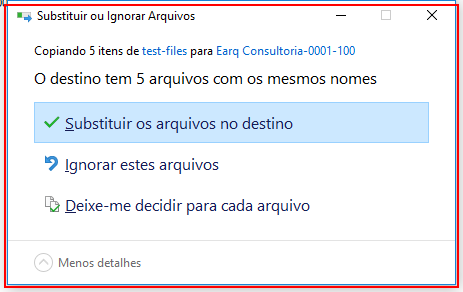 Substituir ou Ignorar Arquivos
Copiando 5 itens de test-files para Earq Consultoria-0001-100
O destino tem 5 arquivos com os mesmos nomes
Substituir os arquivos no destino
Ignorar estes arquivos
Deixe-me decidir para cada arquivo
Menos detalhes